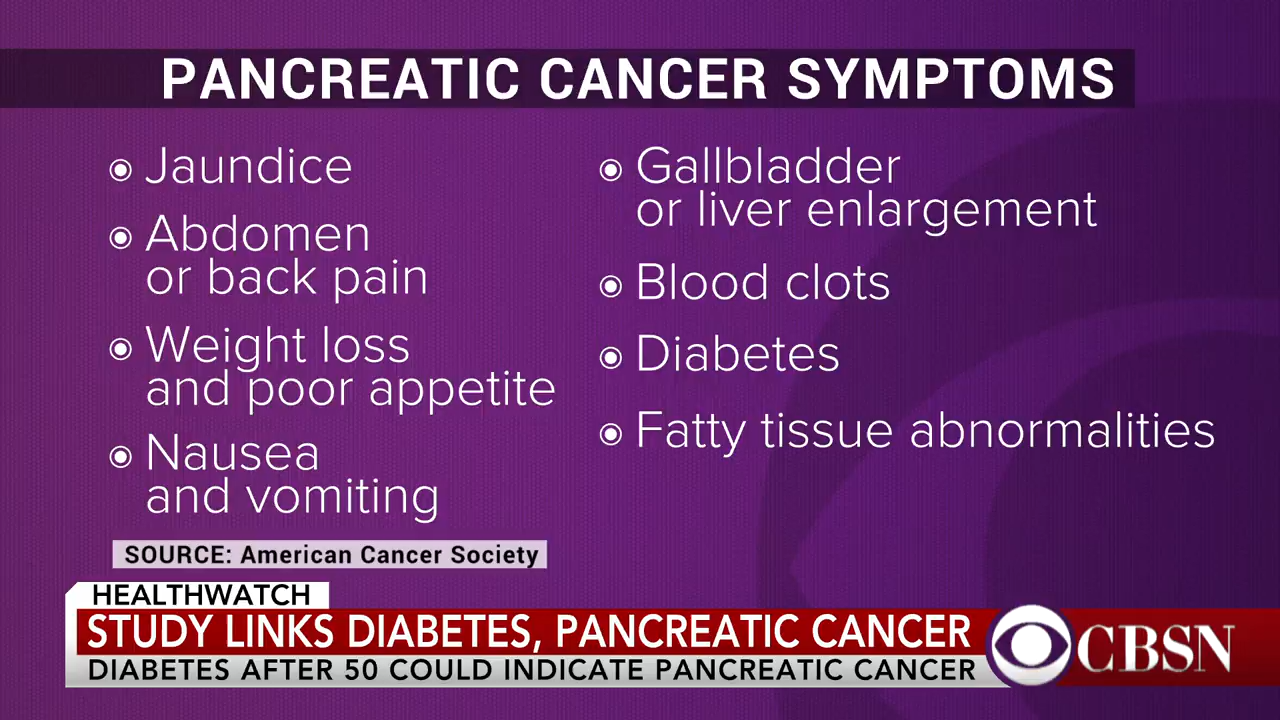 PANCREATIC CANCER SYMPTOMS
Jaundice
Abdomen
or back pain
Weight loss
and poor appetite
Nausea
and vomiting
Gallbladder
or liver enlargement
Blood clots
Diabetes
Fatty tissue abnormalities
SOURCE: American Cancer Society
HEALTHWATCH
STUDY LINKS DIABETES, PANCREATIC CANCER
DIABETES AFTER 50 COULD INDICATE PANCREATIC CANCER
CBSN